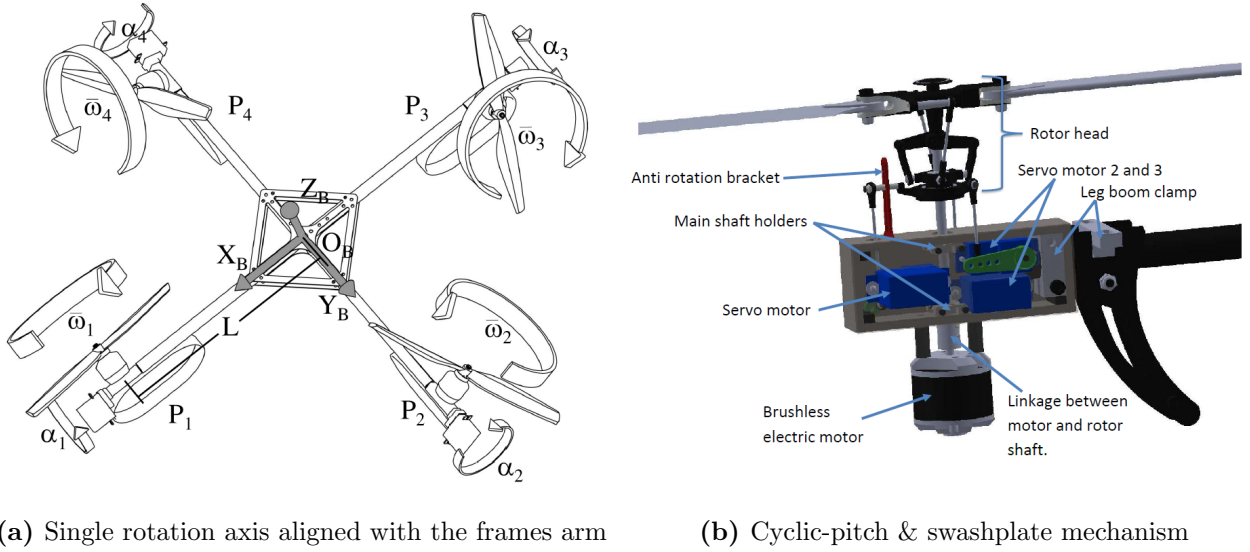 α4
ω̅4
P4
P3
α3
ω̅3
ZB
OB
XB
YB
L
ω̅1
ω̅2
P1
P2
α1
α2
Rotor head
Anti rotation bracket
Servo motor 2 and 3
Leg boom clamp
Main shaft holders
Servo motor
Brushless
electric motor
Linkage between
motor and rotor
shaft.
(a) Single rotation axis aligned with the frames arm
(b) Cyclic-pitch & swashplate mechanism